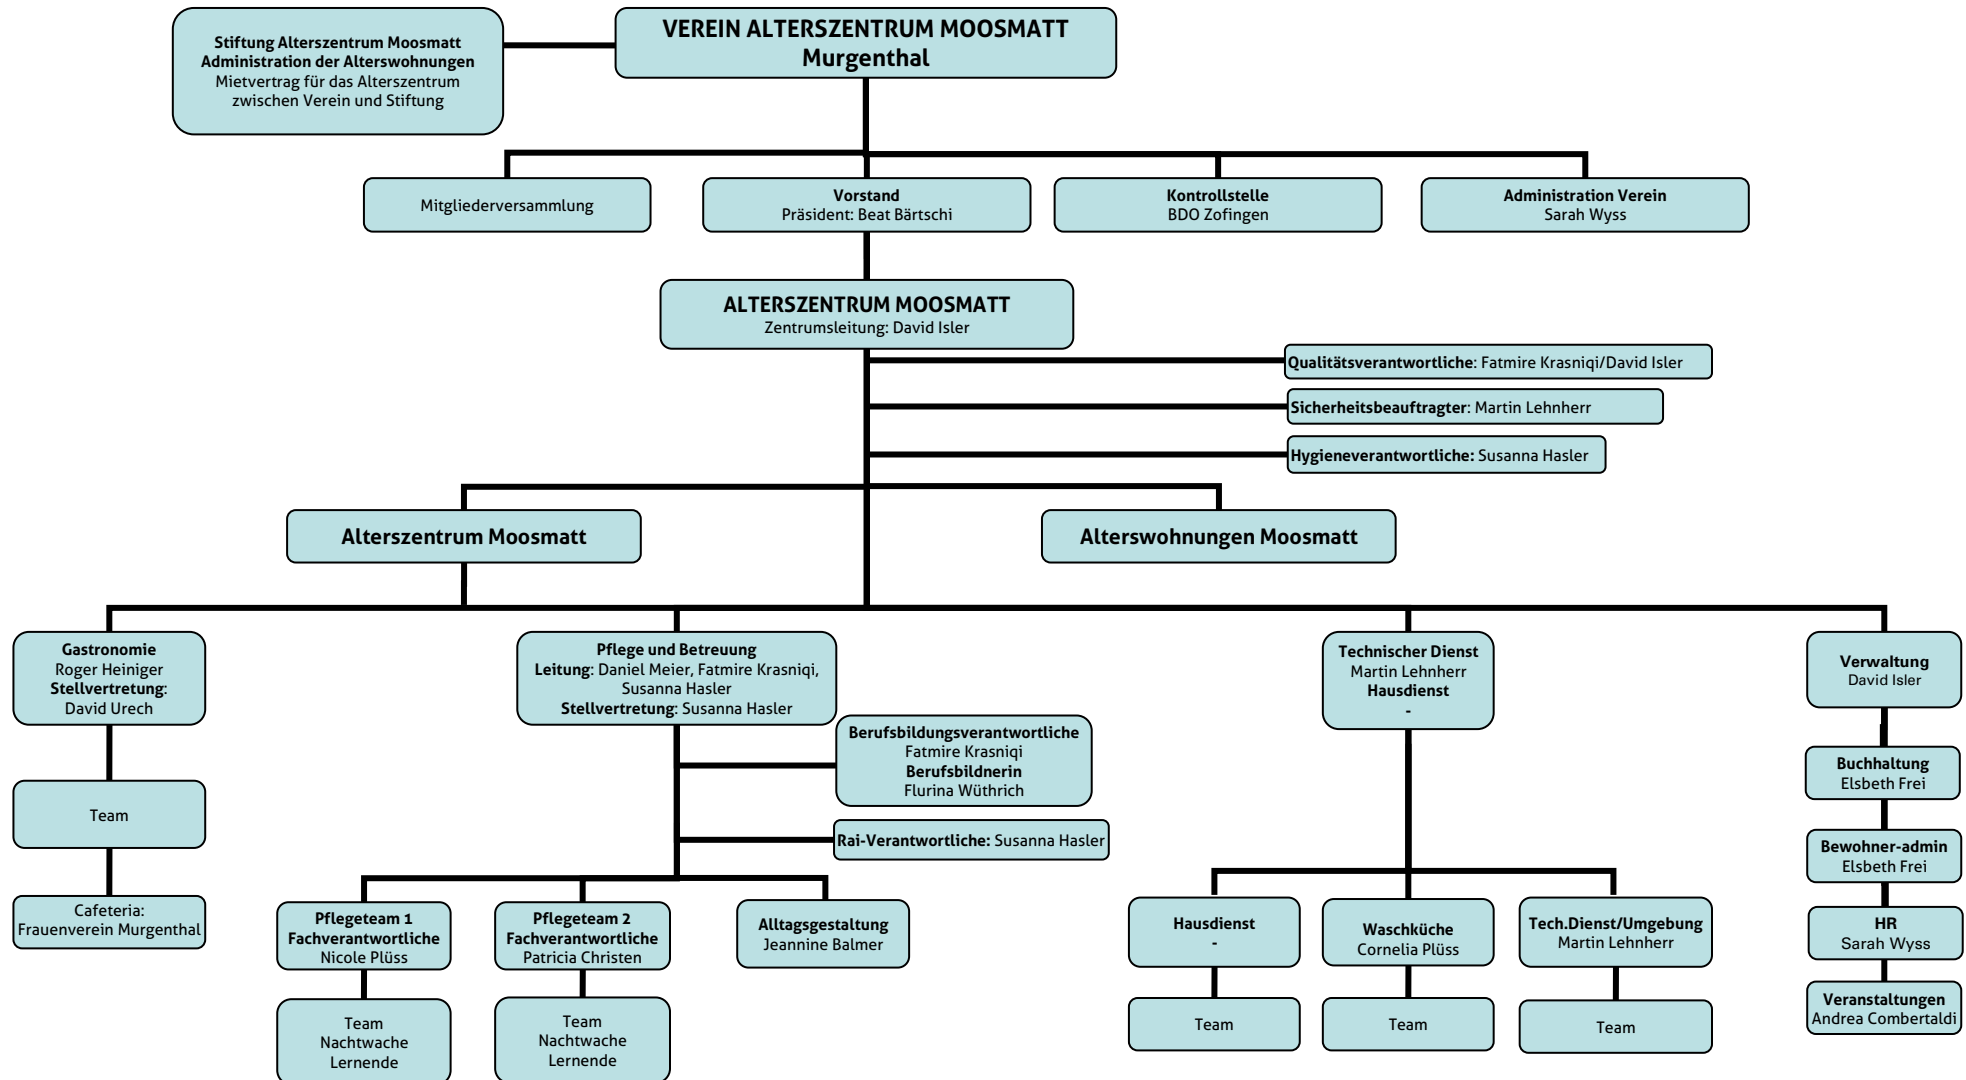 Stiftung Alterszentrum Moosmatt
Administration der Alterswohnungen
Mietvertrag für das Alterszentrum
zwischen Verein und Stiftung
VEREIN ALTERSZENTRUM MOOSMATT
Murgenthal
Mitgliederversammlung
Vorstand
Präsident: Beat Bärtschi
Kontrollstelle
BDO Zofingen
Administration Verein
Sarah Wyss
ALTERSZENTRUM MOOSMATT
Zentrumsleitung: David Isler
Qualitätsverantwortliche: Fatmire Krasniqi/David Isler
Sicherheitsbeauftragter: Martin Lehnherr
Hygieneverantwortliche: Susanna Hasler
Alterszentrum Moosmatt
Alterswohnungen Moosmatt
Gastronomie
Roger Heiniger
Stellvertretung:
David Urech
Pflege und Betreuung
Leitung: Daniel Meier, Fatmire Krasniqi,
Susanna Hasler
Stellvertretung: Susanna Hasler
Technischer Dienst
Martin Lehnherr
Hausdienst
-
Verwaltung
David Isler
Berufsbildungsverantwortliche
Fatmire Krasniqi
Berufsbildnerin
Flurina Wüthrich
Buchhaltung
Elsbeth Frei
Team
Rai-Verantwortliche: Susanna Hasler
Bewohner-admin
Elsbeth Frei
Cafeteria:
Frauenverein Murgenthal
Pflegeteam 1
Fachverantwortliche
Nicole Plüss
Pflegeteam 2
Fachverantwortliche
Patricia Christen
Alltagsgestaltung
Jeannine Balmer
Hausdienst
-
Waschküche
Cornelia Plüss
Tech.Dienst/Umgebung
Martin Lehnherr
HR
Sarah Wyss
Team
Nachtwache
Lernende
Team
Nachtwache
Lernende
Team
Team
Team
Veranstaltungen
Andrea Combertaldi